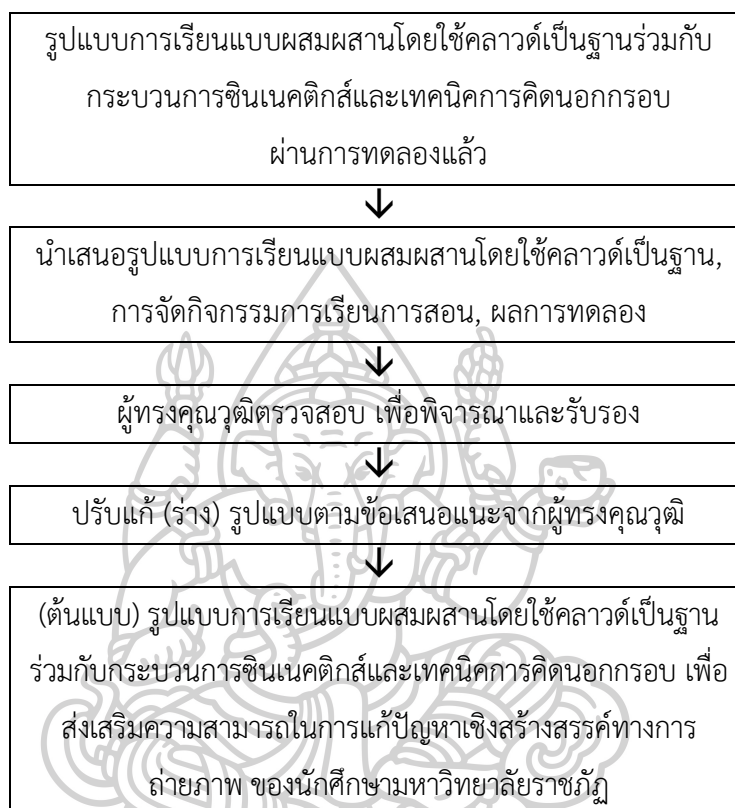 รูปแบบการเรียนแบบผสมผสานโดยใช้คลาวด์เป็นฐานร่วมกับ
กระบวนการซินเนคติกส์และเทคนิคการคิดนอกกรอบ
ผ่านการทดลองแล้ว
นำเสนอรูปแบบการเรียนแบบผสมผสานโดยใช้คลาวด์เป็นฐาน,
การจัดกิจกรรมการเรียนการสอน, ผลการทดลอง
ผู้ทรงคุณวุฒิตรวจสอบ เพื่อพิจารณาและรับรอง
ปรับแก้ (ร่าง) รูปแบบตามข้อเสนอแนะจากผู้ทรงคุณวุฒิ
(ต้นแบบ) รูปแบบการเรียนแบบผสมผสานโดยใช้คลาวด์เป็นฐาน
ร่วมกับกระบวนการซินเนคติกส์และเทคนิคการคิดนอกกรอบ เพื่อ
ส่งเสริมความสามารถในการแก้ปัญหาเชิงสร้างสรรค์ทางการ
ถ่ายภาพ ของนักศึกษามหาวิทยาลัยราชภัฏ